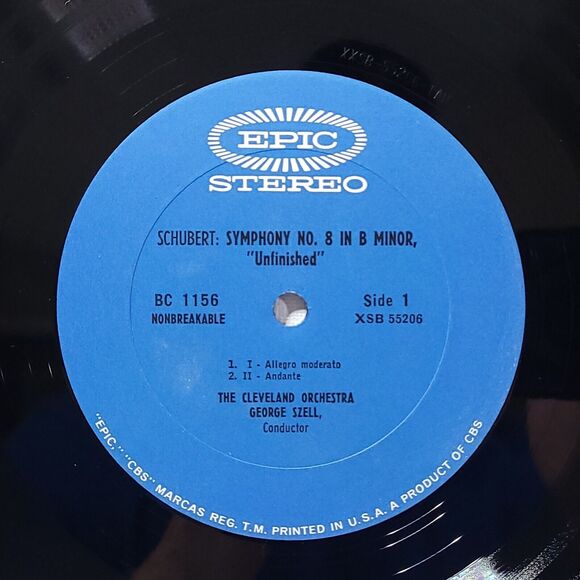 EPIC
STEREO
SCHUBERT: SYMPHONY NO. 8 IN B MINOR,
"Unfinished"
BC 1156
Side 1
NONBREAKABLE
XSB 55206
1. I - Allegro moderato
2. II - Andante
THE CLEVELAND ORCHESTRA
GEORGE SZELL,
Conductor
"EPIC," "CBS" MARCAS REG. T.M. PRINTED IN U.S.A. A PRODUCT OF CBS